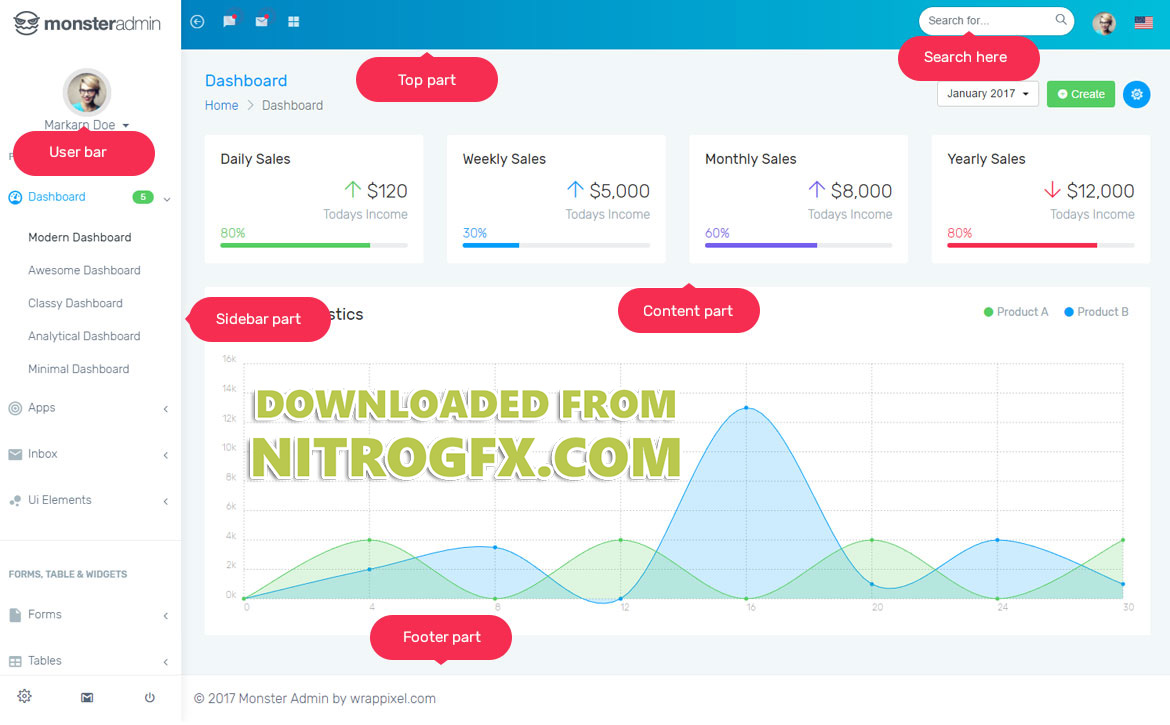 monsteradmin
Search for...
Top part
Search here
Dashboard
Home > Dashboard
January 2017
Create
Markarn Doe
User bar
Dashboard 5
Modern Dashboard
Awesome Dashboard
Classy Dashboard
Analytical Dashboard
Minimal Dashboard
Sidebar part
Apps
Inbox
Ui Elements
FORMS, TABLE & WIDGETS
Forms
Tables
Daily Sales
$120
Todays Income
80%
Weekly Sales
$5,000
Todays Income
30%
Monthly Sales
$8,000
Todays Income
60%
Yearly Sales
$12,000
Todays Income
80%
Content part
Product A
Product B
16k
14k
12k
10k
8k
6k
4k
2k
0k
0 4 8 12 16 20 24 30
DOWNLOADED FROM
NITROGFX.COM
Footer part
© 2017 Monster Admin by wrappixel.com